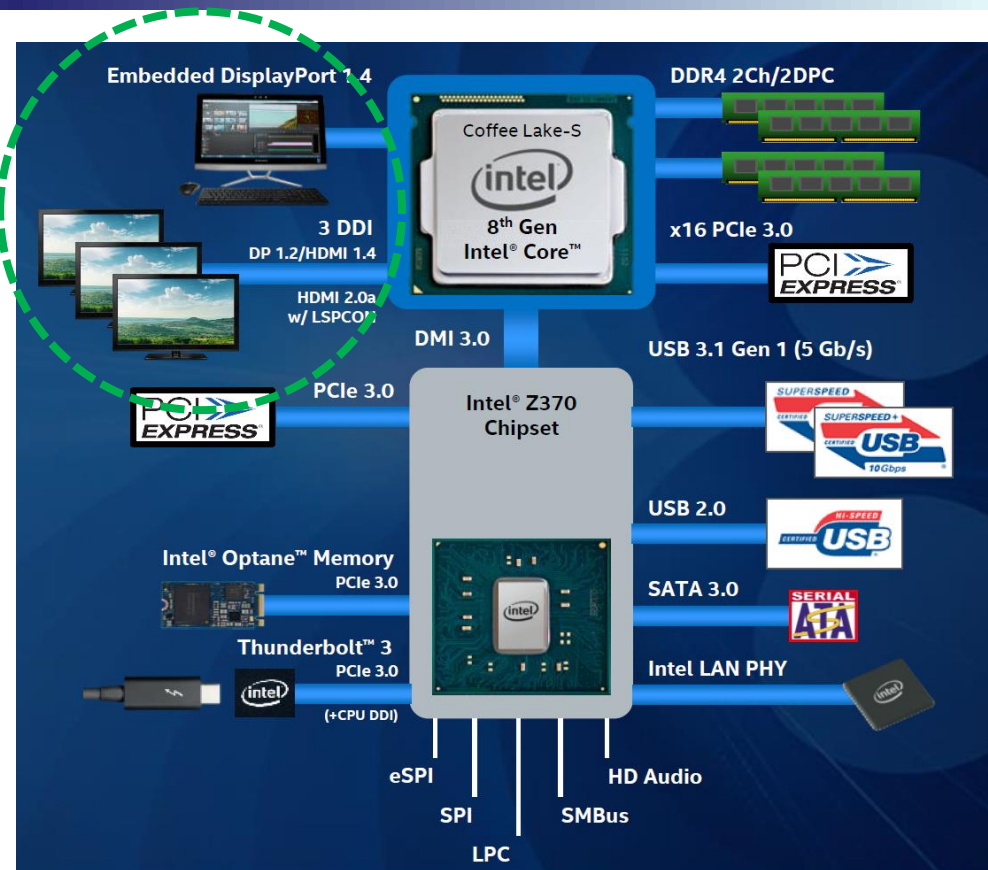 Embedded DisplayPort 1.4
DDR4 2Ch/2DPC
Coffee Lake-S
intel
8th Gen
Intel® Core™
3 DDI
DP 1.2/HDMI 1.4
HDMI 2.0a
w/ LSPCON
x16 PCIe 3.0
PCI
EXPRESS®
DMI 3.0
USB 3.1 Gen 1 (5 Gb/s)
PCIe 3.0
PCI
EXPRESS®
Intel® Z370
Chipset
SUPERSPEED
CERTIFIED
SUPERSPEED+
CERTIFIED USB
10Gbps
USB 2.0
HI-SPEED
CERTIFIED USB
Intel® Optane™ Memory
PCIe 3.0
intel
SATA 3.0
SERIAL
ATA
Thunderbolt™ 3
PCIe 3.0
intel
(+CPU DDI)
Intel LAN PHY
intel
eSPI
HD Audio
SPI
SMBus
LPC